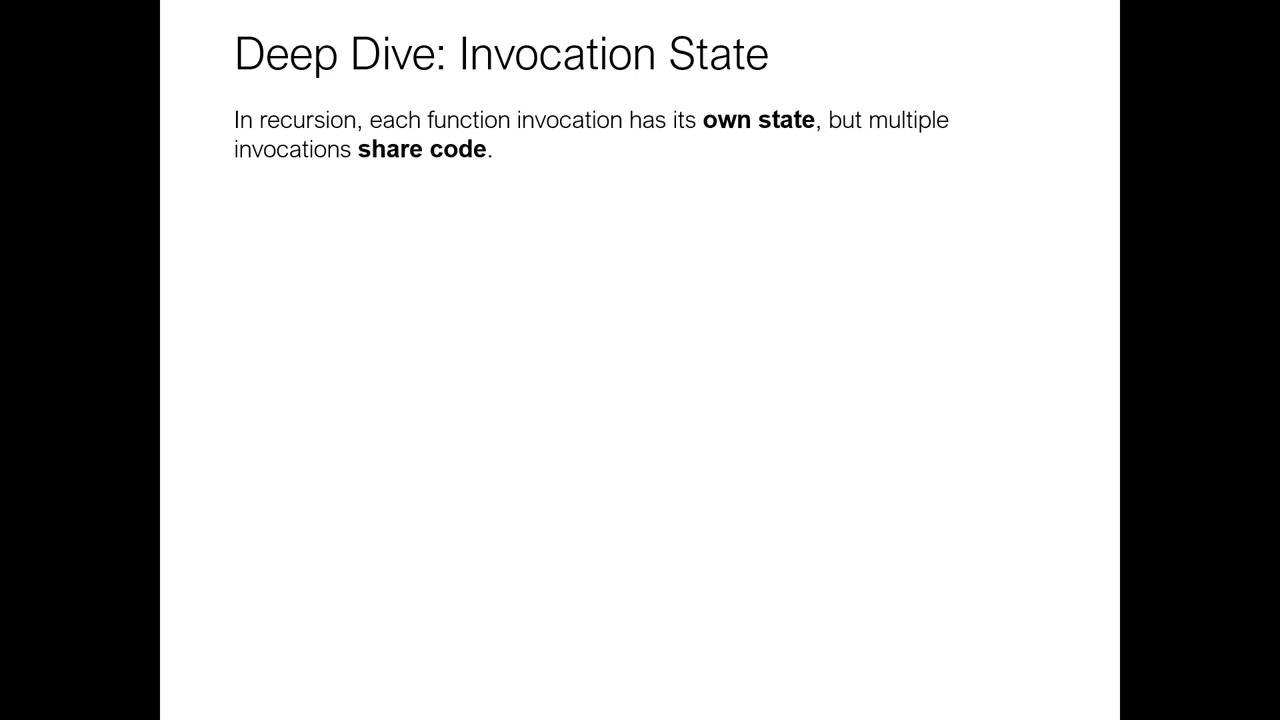 Deep Dive: Invocation State
In recursion, each function invocation has its own state, but multiple
invocations share code.